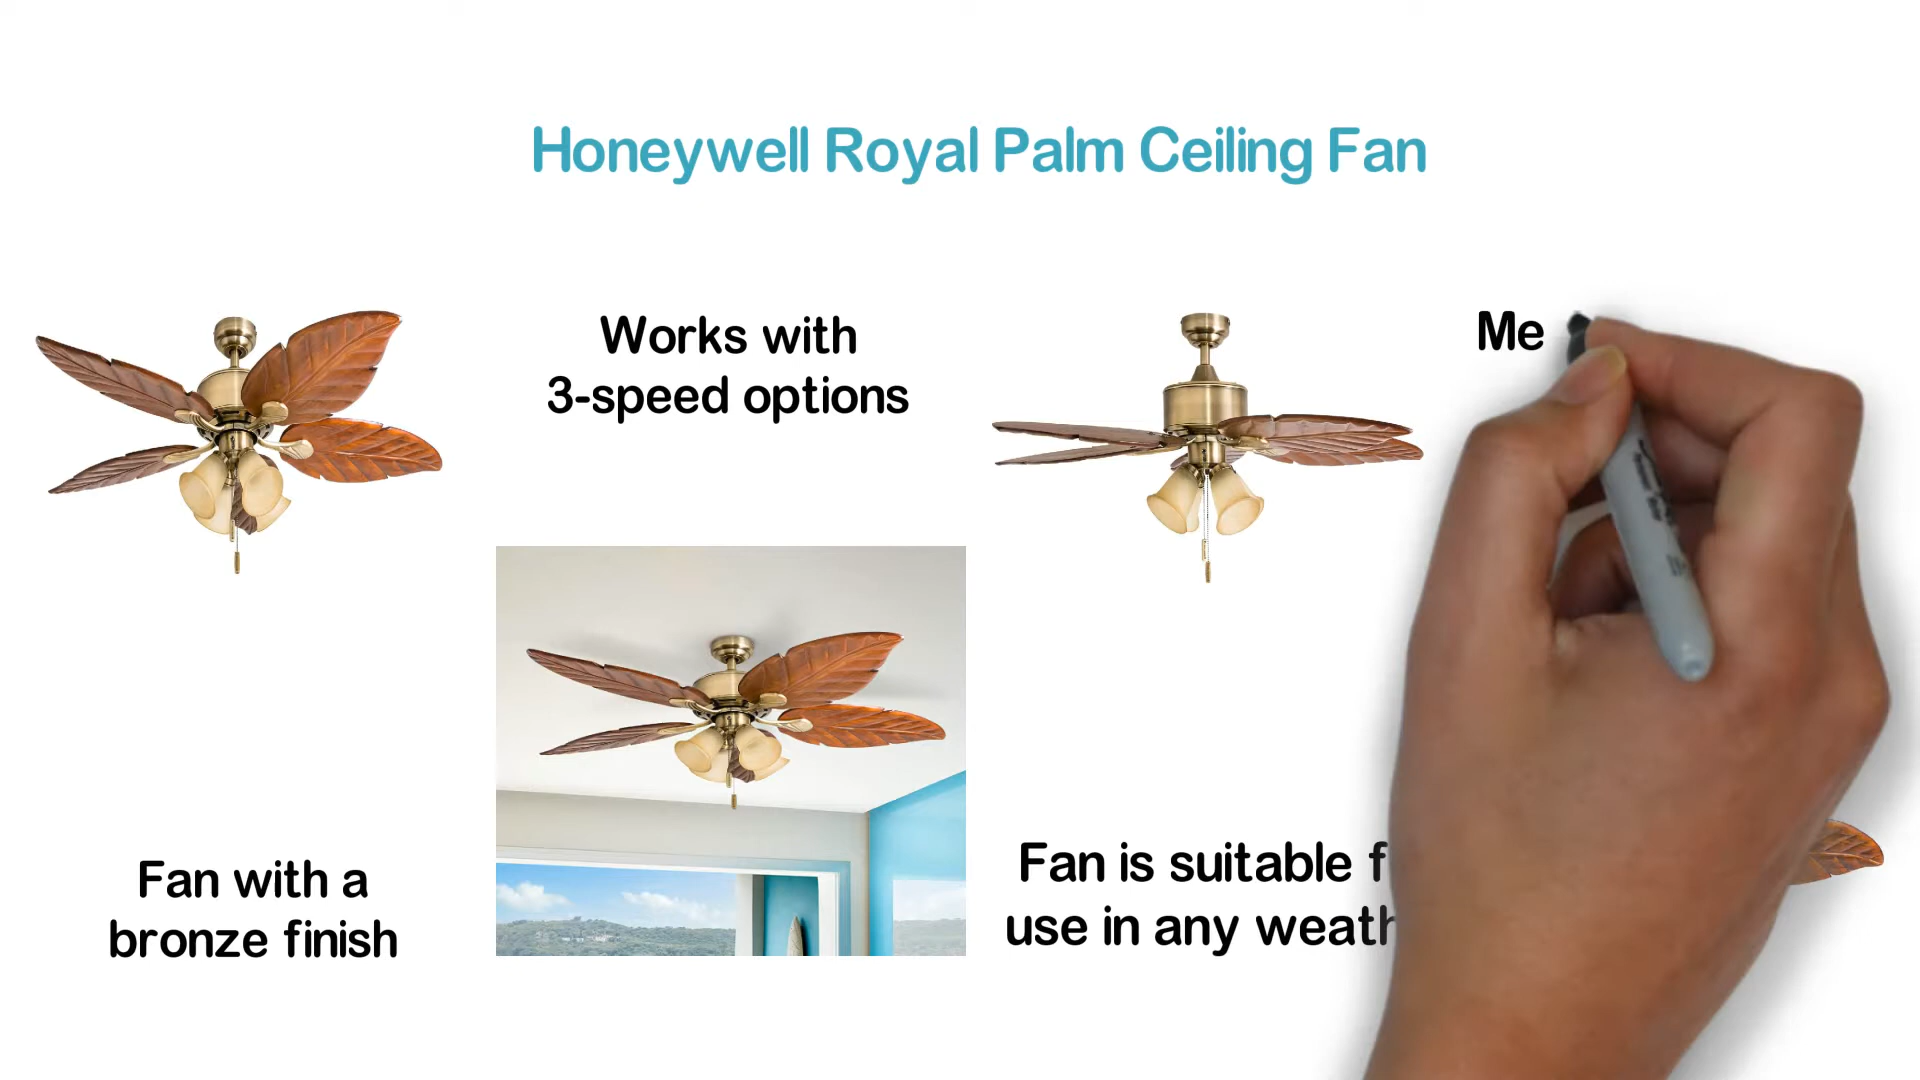 Honeywell Royal Palm Ceiling Fan
Works with
3-speed options
Me
Fan with a
bronze finish
Fan is suitable f
use in any weath